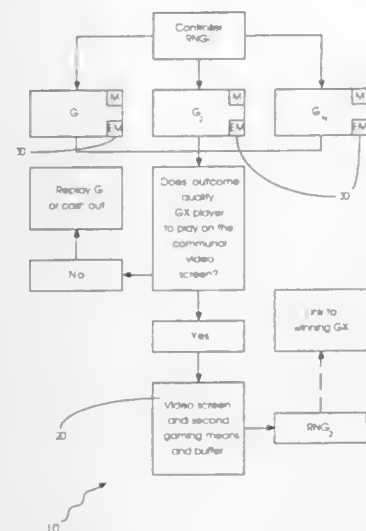 Controller
RNG₁
M
M
M
G
G₂
Gₙ
EM
EM
EM
30
30
Replay G
or cash out
Does outcome
qualify
GX player
to play on the
communal
video
screen?
No
Yes
Link to
winning GX
20
Video screen
and second
gaming means
and buffer
RNG₂
10